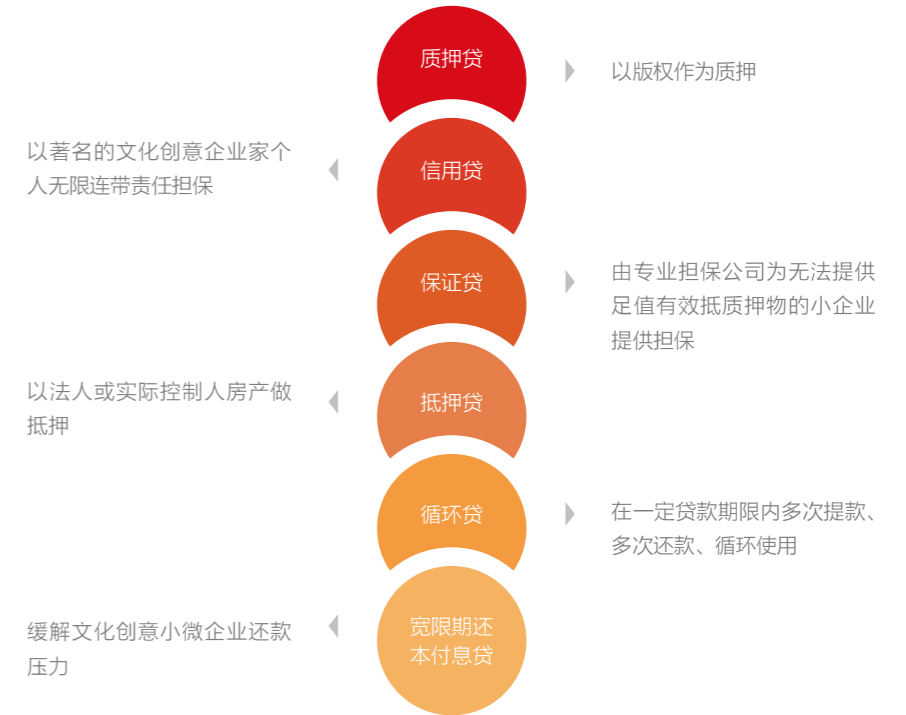 质押贷
以版权作为质押
信用贷
以著名的文化创意企业家个
人无限连带责任担保
保证贷
由专业担保公司为无法提供
足值有效抵质押物的小企业
提供担保
抵押贷
以法人或实际控制人房产做
抵押
循环贷
在一定贷款期限内多次提款、
多次还款、循环使用
宽限期还
本付息贷
缓解文化创意小微企业还款
压力